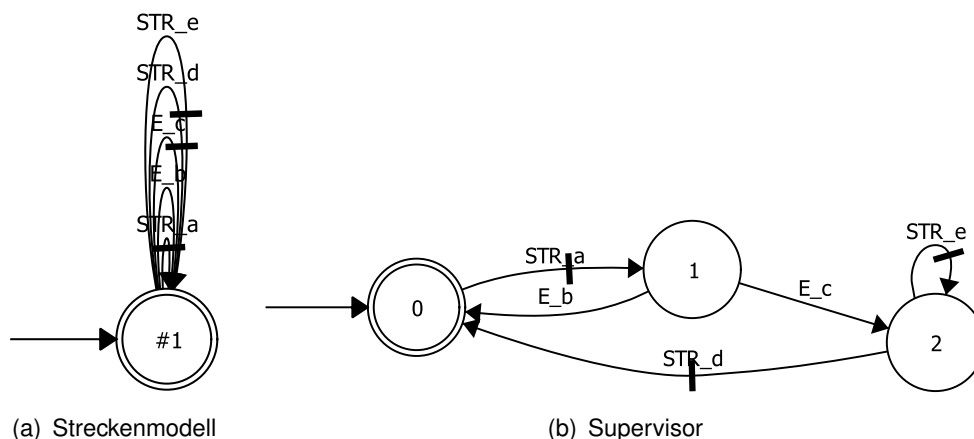 STR_e
STR_d
E_c
E_b
STR_a
#1
(a) Streckenmodell
STR_a
E_b
E_c
STR_d
STR_e
0
1
2
(b) Supervisor